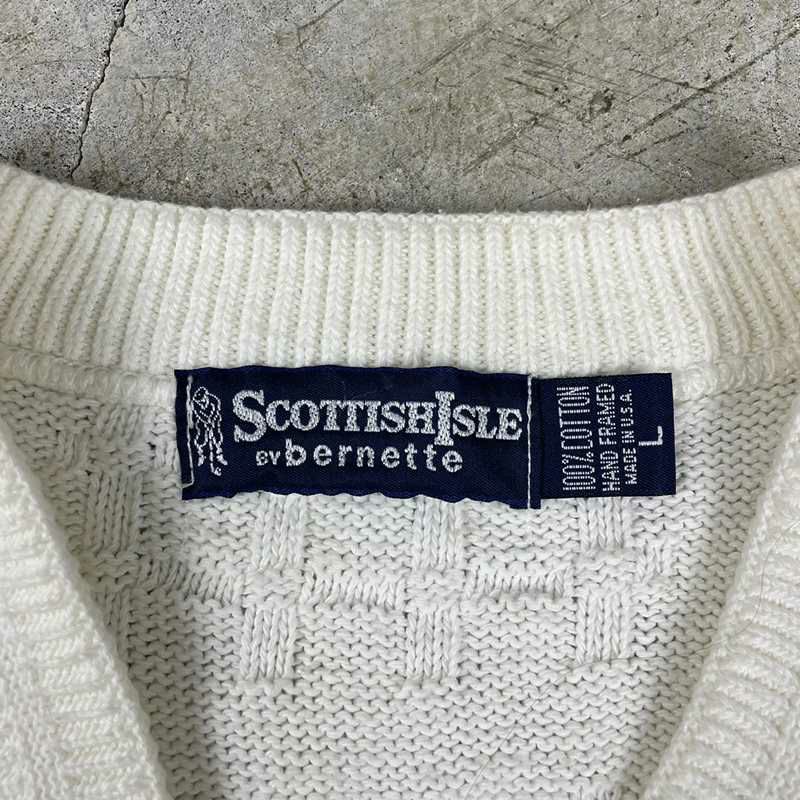 SCOTTISH ISLE
BY bernette
100% COTTON
HAND FRAMED
MADE IN U.S.A.
L